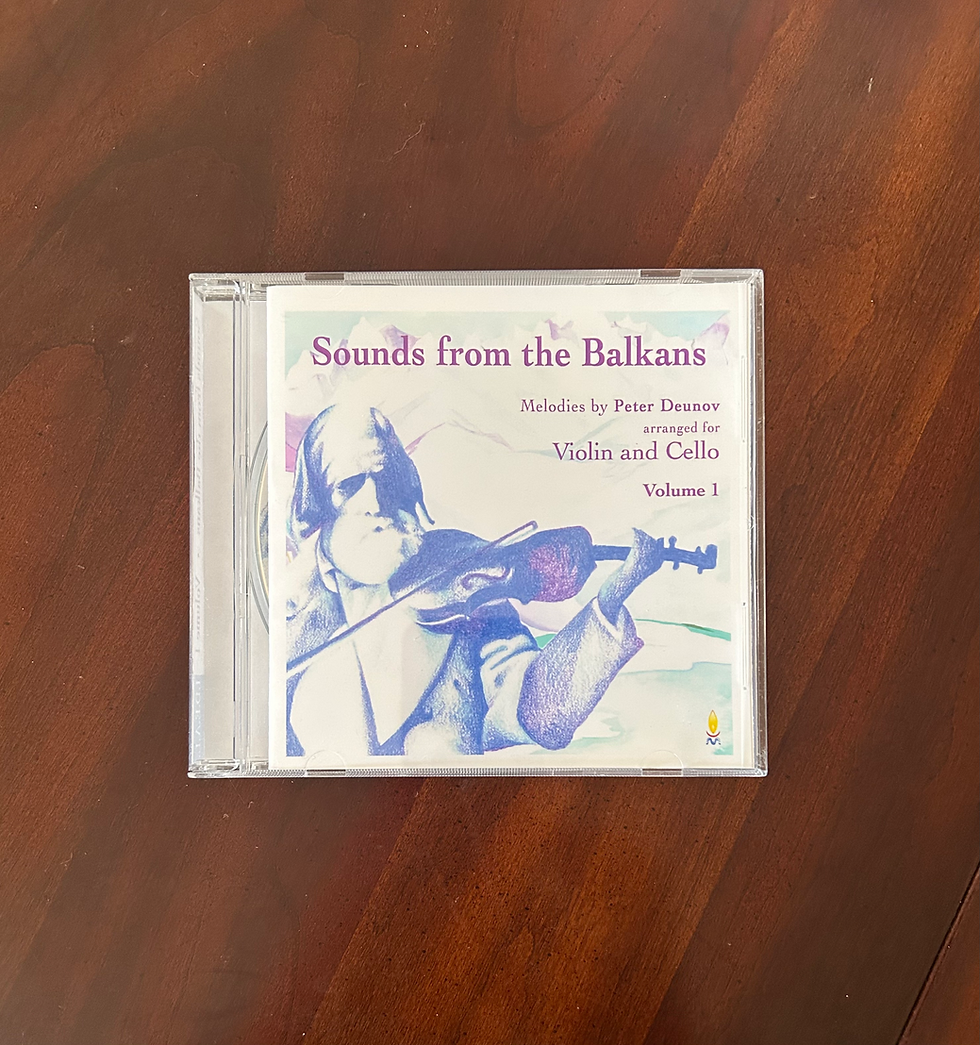 Sounds from the Balkans
Melodies by Peter Deunov
arranged for
Violin and Cello
Volume 1